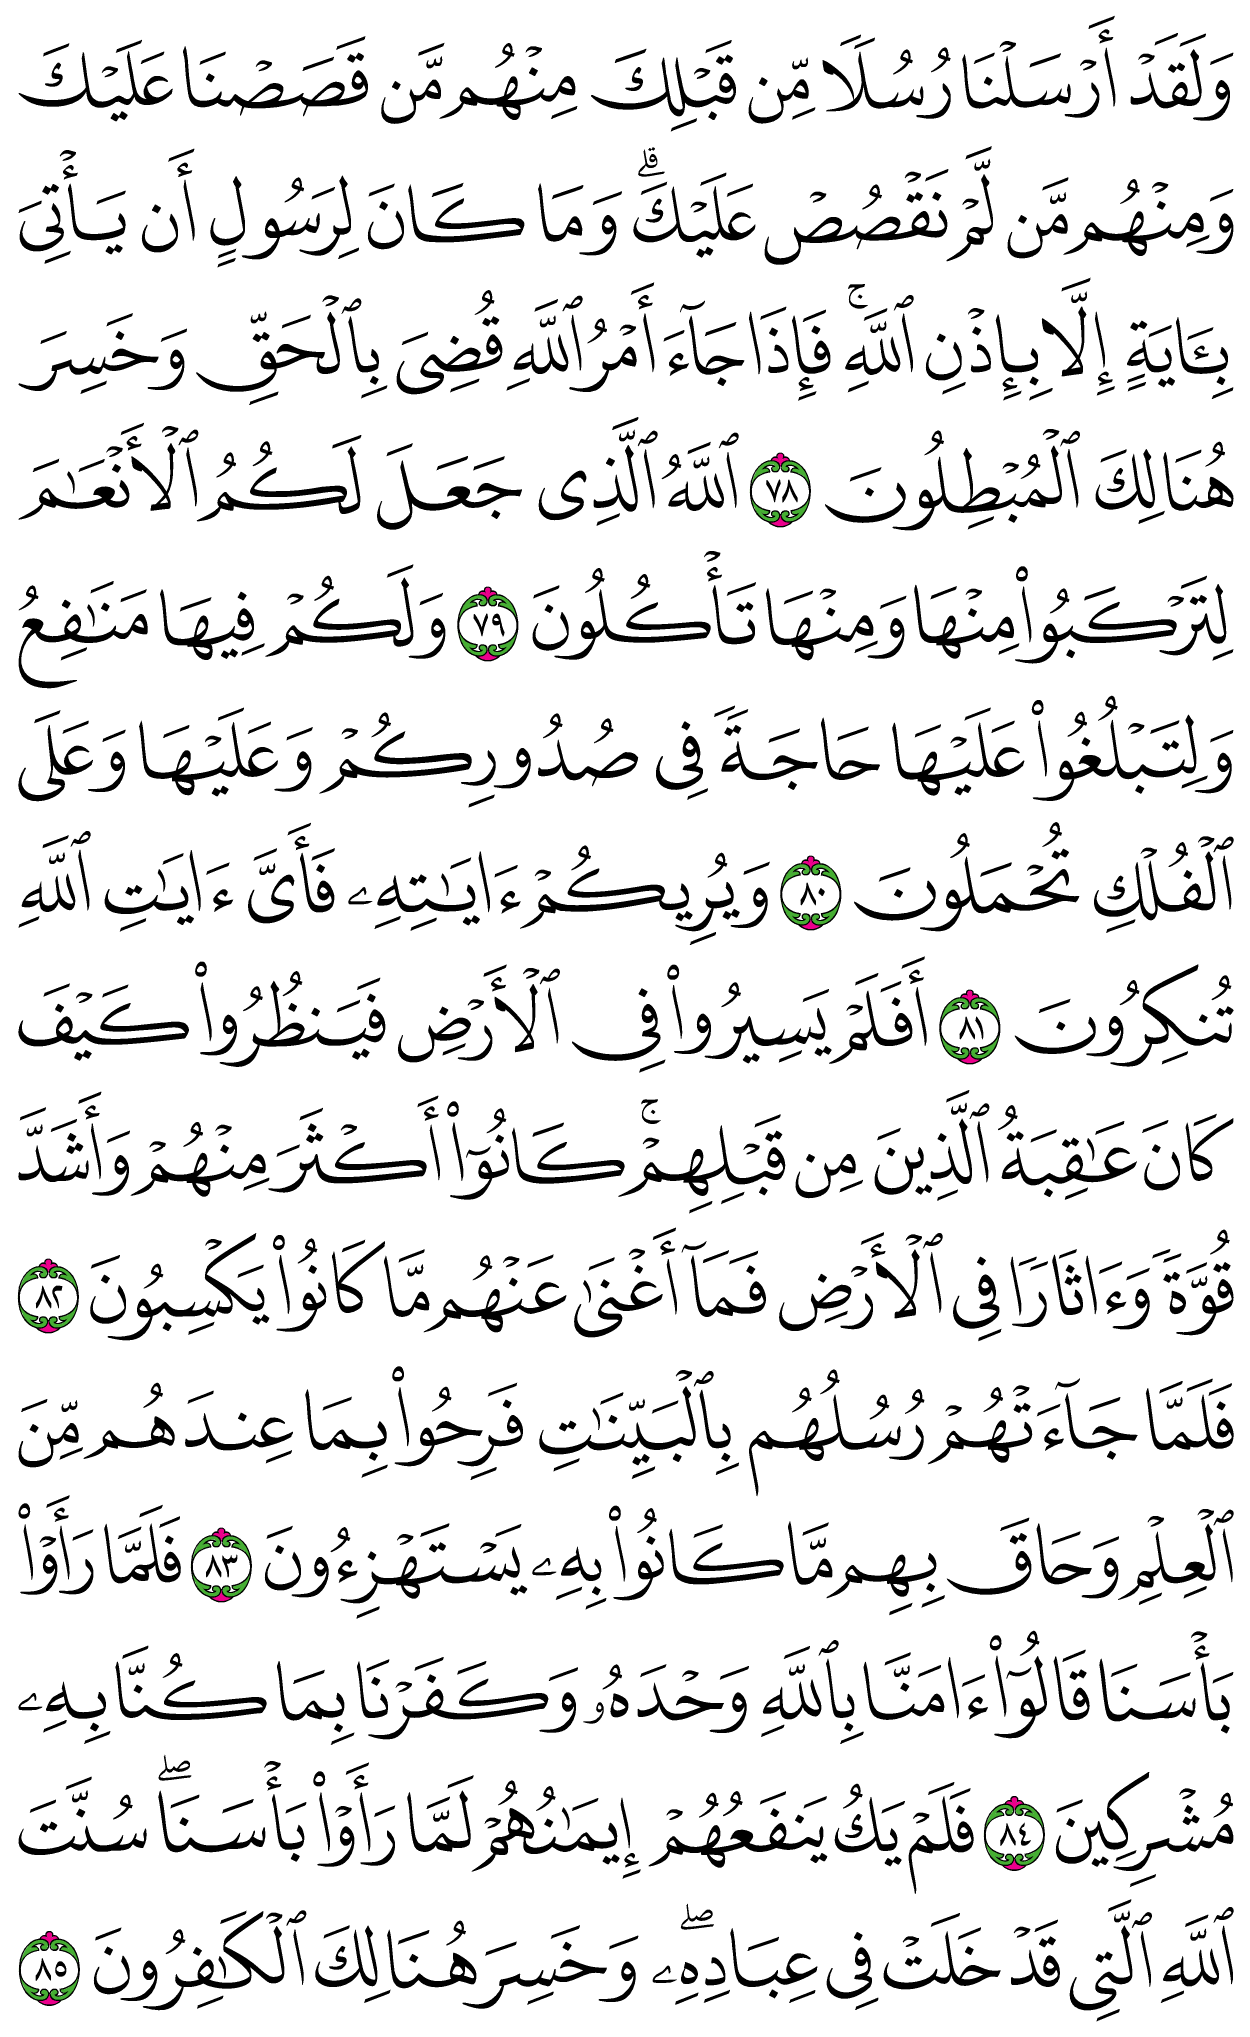 وَلَقَدۡ أَرۡسَلۡنَا رُسُلٗا مِّن قَبۡلِكَ مِنۡهُم مَّن قَصَصۡنَا عَلَيۡكَ
وَمِنۡهُم مَّن لَّمۡ نَقۡصُصۡ عَلَيۡكَۗ وَمَا كَانَ لِرَسُولٍ أَن يَأۡتِيَ
بِـَٔايَةٍ إِلَّا بِإِذۡنِ ٱللَّهِۚ فَإِذَا جَآءَ أَمۡرُ ٱللَّهِ قُضِيَ بِٱلۡحَقِّ وَخَسِرَ
هُنَالِكَ ٱلۡمُبۡطِلُونَ ٧٨ ٱللَّهُ ٱلَّذِي جَعَلَ لَكُمُ ٱلۡأَنۡعَٰمَ
لِتَرۡكَبُواْ مِنۡهَا وَمِنۡهَا تَأۡكُلُونَ ٧٩ وَلَكُمۡ فِيهَا مَنَٰفِعُ
وَلِتَبۡلُغُواْ عَلَيۡهَا حَاجَةٗ فِي صُدُورِكُمۡ وَعَلَيۡهَا وَعَلَى
ٱلۡفُلۡكِ تُحۡمَلُونَ ٨٠ وَيُرِيكُمۡ ءَايَٰتِهِۦ فَأَيَّ ءَايَٰتِ ٱللَّهِ
تُنكِرُونَ ٨١ أَفَلَمۡ يَسِيرُواْ فِي ٱلۡأَرۡضِ فَيَنظُرُواْ كَيۡفَ
كَانَ عَٰقِبَةُ ٱلَّذِينَ مِن قَبۡلِهِمۡۚ كَانُوٓاْ أَكۡثَرَ مِنۡهُمۡ وَأَشَدَّ
قُوَّةٗ وَءَاثَارٗا فِي ٱلۡأَرۡضِ فَمَآ أَغۡنَىٰ عَنۡهُم مَّا كَانُواْ يَكۡسِبُونَ ٨٢
فَلَمَّا جَآءَتۡهُمۡ رُسُلُهُم بِٱلۡبَيِّنَٰتِ فَرِحُواْ بِمَا عِندَهُم مِّنَ
ٱلۡعِلۡمِ وَحَاقَ بِهِم مَّا كَانُواْ بِهِۦ يَسۡتَهۡزِءُونَ ٨٣ فَلَمَّا رَأَوۡاْ
بَأۡسَنَا قَالُوٓاْ ءَامَنَّا بِٱللَّهِ وَحۡدَهُۥ وَكَفَرۡنَا بِمَا كُنَّا بِهِۦ
مُشۡرِكِينَ ٨٤ فَلَمۡ يَكُ يَنفَعُهُمۡ إِيمَٰنُهُمۡ لَمَّا رَأَوۡاْ بَأۡسَنَاۖ سُنَّتَ
ٱللَّهِ ٱلَّتِي قَدۡ خَلَتۡ فِي عِبَادِهِۦۖ وَخَسِرَ هُنَالِكَ ٱلۡكَٰفِرُونَ ٨٥